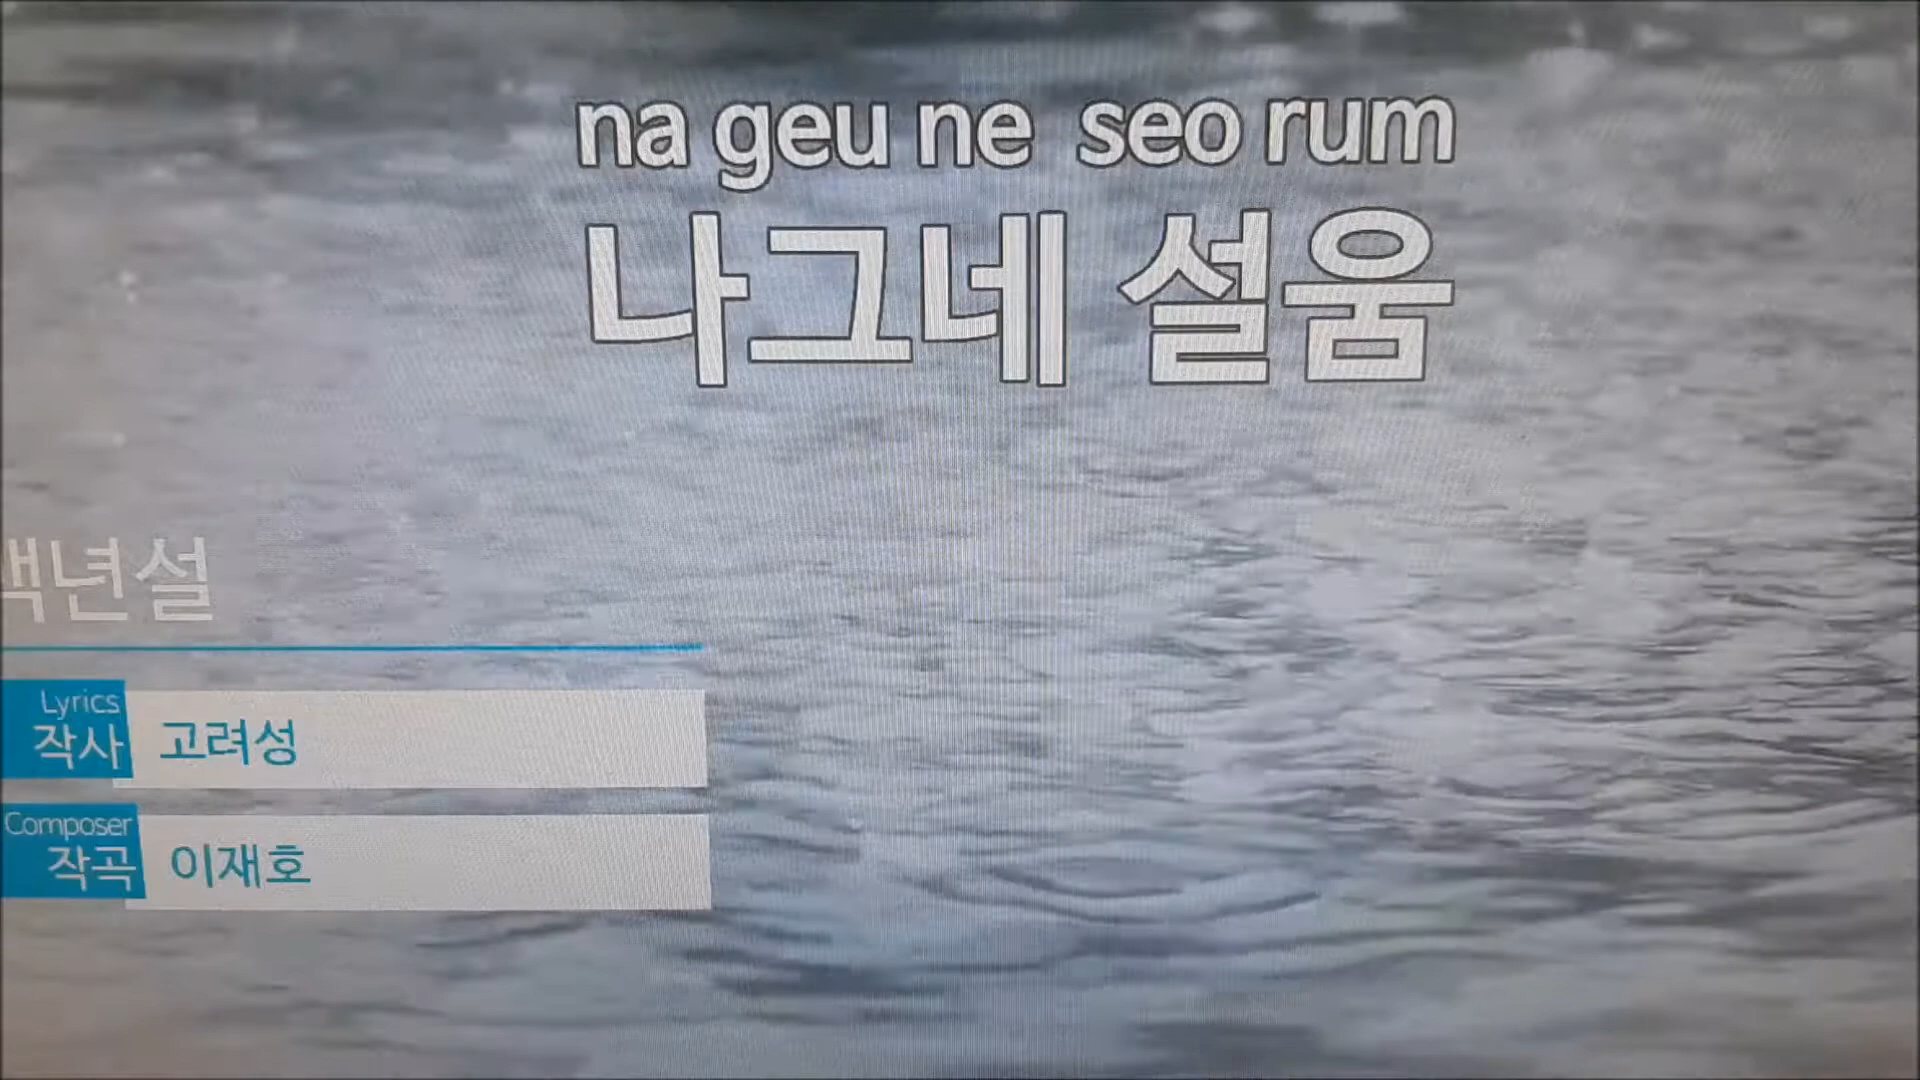 na geu ne seo rum
나그네 설움
백년설
Lyrics
작사 고려성
Composer
작곡 이재호